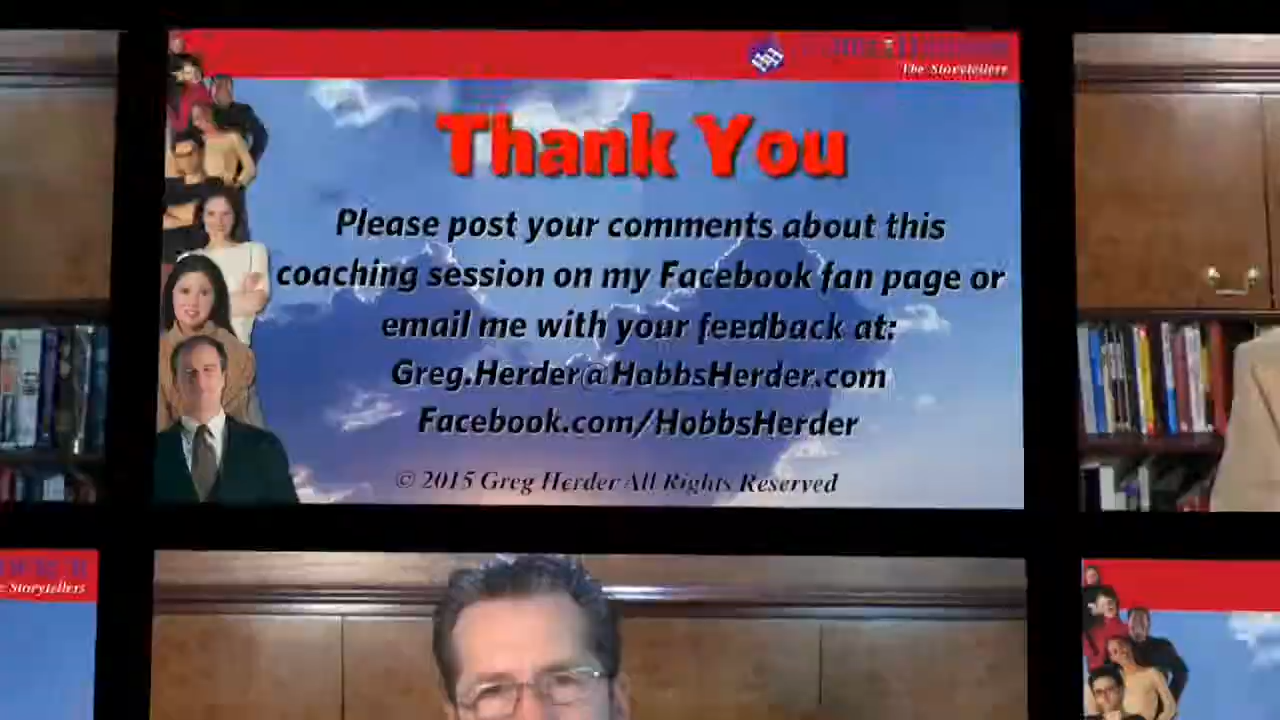 The Storytellers
Thank You
Please post your comments about this
coaching session on my Facebook fan page or
email me with your feedback at:
Greg.Herder@HobbsHerder.com
Facebook.com/HobbsHerder
© 2015 Greg Herder All Rights Reserved
Storytellers